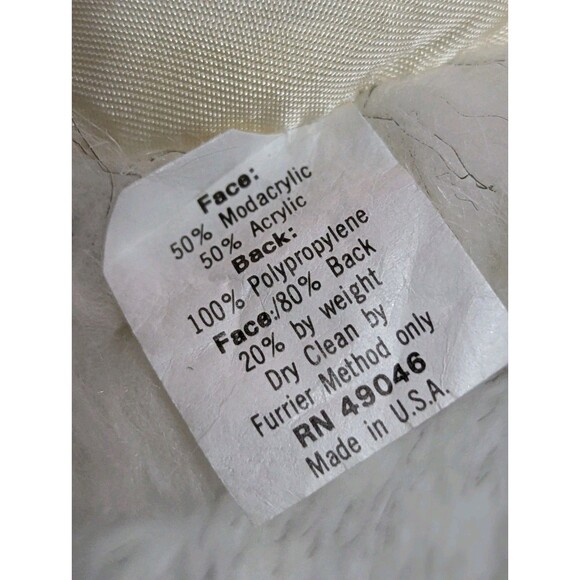 Face:
50% Modacrylic
50% Acrylic
Back:
100% Polypropylene
Face:/80% Back
20% by weight
Dry Clean by
Furrier Method only
RN 49046
Made in U.S.A.